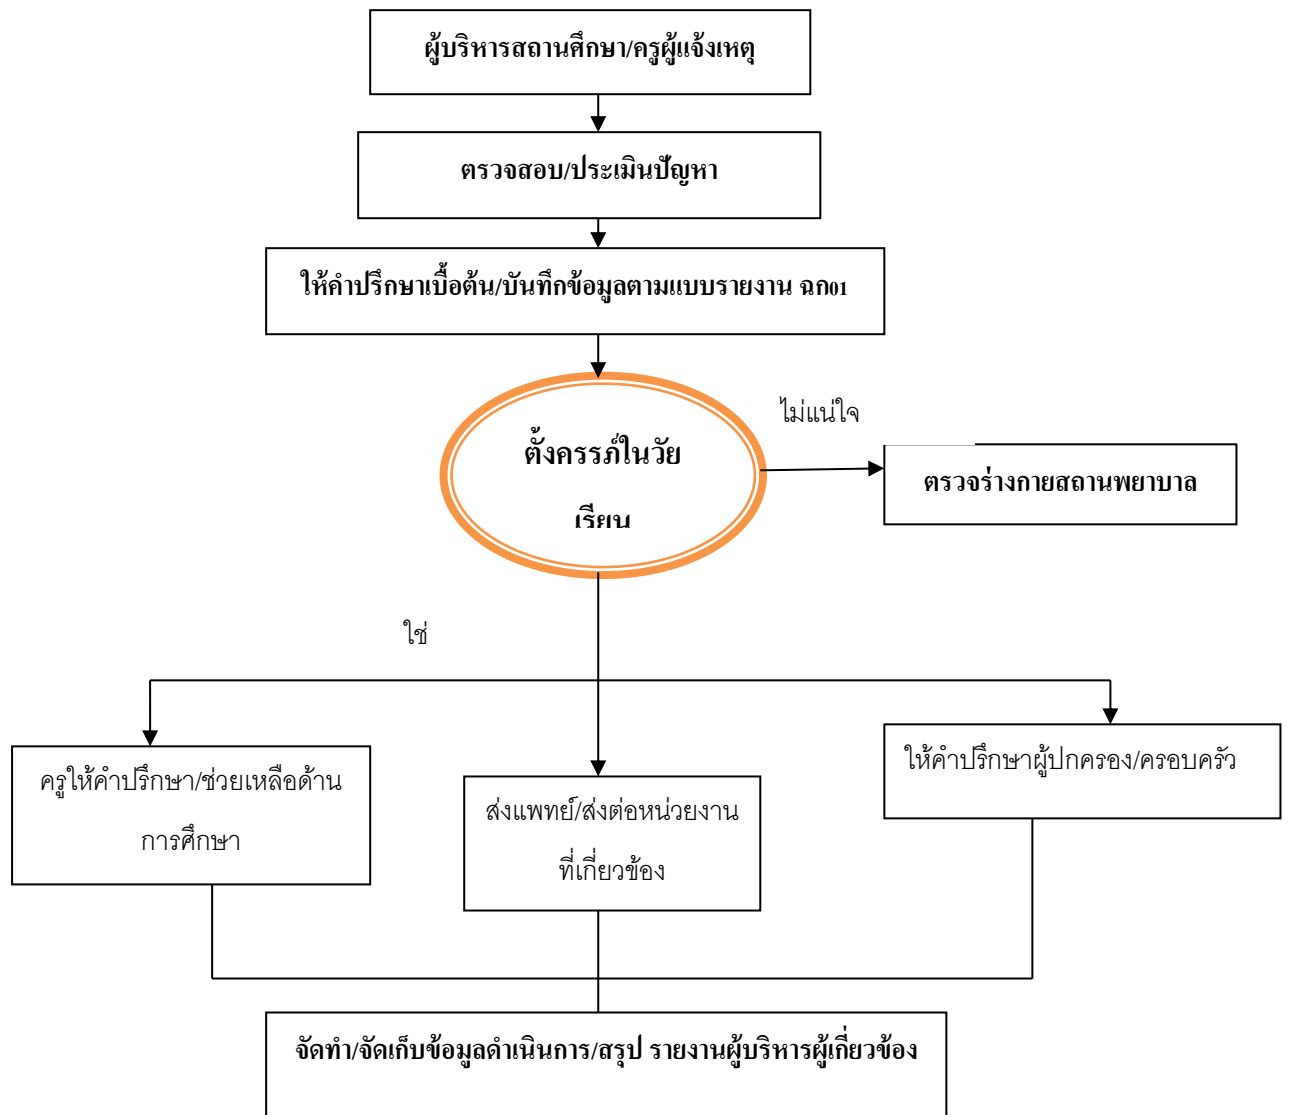 ผู้บริหารสถานศึกษา/ครูผู้แจ้งเหตุ
ตรวจสอบ/ประเมินปัญหา
ให้คำปรึกษาเบื้อต้น/บันทึกข้อมูลตามแบบรายงาน ฉก01
ไม่แน่ใจ
ตั้งครรภ์ในวัย
เรียน
ตรวจร่างกายสถานพยาบาล
ใช่
ครูให้คำปรึกษา/ช่วยเหลือด้าน
การศึกษา
ส่งแพทย์/ส่งต่อหน่วยงาน
ที่เกี่ยวข้อง
ให้คำปรึกษาผู้ปกครอง/ครอบครัว
จัดทำ/จัดเก็บข้อมูลดำเนินการ/สรุป รายงานผู้บริหารผู้เกี่ยวข้อง